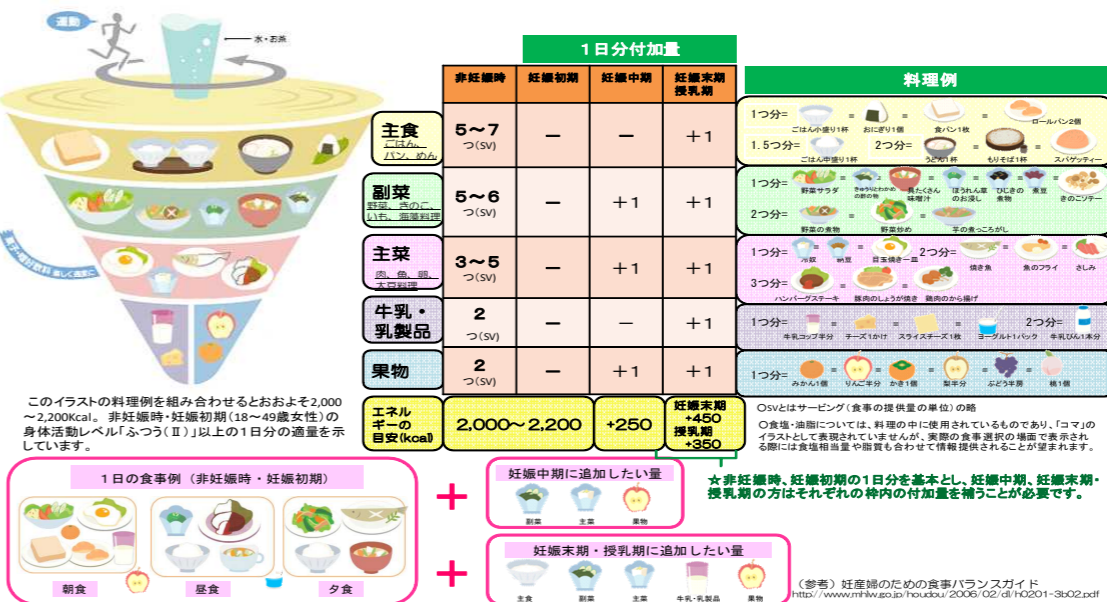 運動
水・お茶
菓子・嗜好飲料 楽しく適度に
このイラストの料理例を組み合わせるとおおよそ2,000
～2,200Kcal。 非妊娠時・妊娠初期(18～49歳女性)の
身体活動レベル「ふつう(Ⅱ)」以上の1日分の適量を示
しています。
1日分付加量
非妊娠時 妊娠初期 妊娠中期 妊娠末期
授乳期
主食
ごはん、
パン、めん
5～7
つ(SV)
－ － ＋1
副菜
野菜、きのこ、
いも、海藻料理
5～6
つ(SV)
－ ＋1 ＋1
主菜
肉、魚、卵、
大豆料理
3～5
つ(SV)
－ ＋1 ＋1
牛乳・
乳製品
2
つ(SV)
－ － ＋1
果物
2
つ(SV)
－ ＋1 ＋1
エネル
ギーの
目安(kcal)
2,000～2,200
+250
妊娠末期
+450
授乳期
+350
料理例
1つ分= = = =
ごはん小盛り1杯 おにぎり1個 食パン1枚 ロールパン2個
1.5つ分= 2つ分= = =
ごはん中盛り1杯 うどん1杯 もりそば1杯 スパゲッティー
1つ分= = = = = = =
野菜サラダ きゅうりとわかめ
の酢の物 具たくさん
味噌汁 ほうれん草
のお浸し ひじきの
煮物 煮豆 きのこソテー
2つ分= = =
野菜の煮物 野菜炒め 芋の煮っころがし
1つ分= = = 2つ分= = =
冷奴 納豆 目玉焼き一皿 焼き魚 魚のフライ さしみ
3つ分= = =
ハンバーグステーキ 豚肉のしょうが焼き 鶏肉のから揚げ
1つ分= = = = 2つ分=
牛乳コップ半分 チーズ1かけ スライスチーズ1枚 ヨーグルト1パック 牛乳びん1本分
1つ分= = = = = =
みかん1個 りんご半分 かき1個 梨半分 ぶどう半房 桃1個
○SVとはサービング(食事の提供量の単位)の略
○食塩・油脂については、料理の中に使用されているものであり、「コマ」の
イラストとして表現されていませんが、実際の食事選択の場面で表示され
る際には食塩相当量や脂質も合わせて情報提供されることが望まれます。
★非妊娠時、妊娠初期の1日分を基本とし、妊娠中期、妊娠末期・
授乳期の方はそれぞれの枠内の付加量を補うことが必要です。
1日の食事例 (非妊娠時・妊娠初期)
朝食 昼食 夕食
＋
妊娠中期に追加したい量
副菜 主菜 果物
＋
妊娠末期・授乳期に追加したい量
主食 副菜 主菜 牛乳・乳製品 果物
(参考) 妊産婦のための食事バランスガイド
http://www.mhlw.go.jp/houdou/2006/02/dl/h0201-3b02.pdf